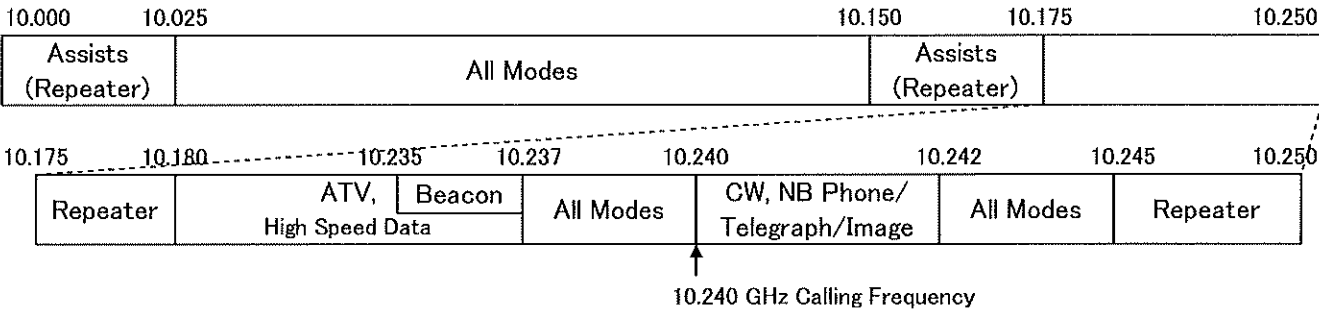 10.000 10.025 10.150 10.175 10.250
Assists All Modes Assists
(Repeater) (Repeater)
10.175 10.180 10.235 10.237 10.240 10.242 10.245 10.250
Repeater ATV, Beacon All Modes CW, NB Phone/ All Modes Repeater
High Speed Data Telegraph/Image
10.240 GHz Calling Frequency